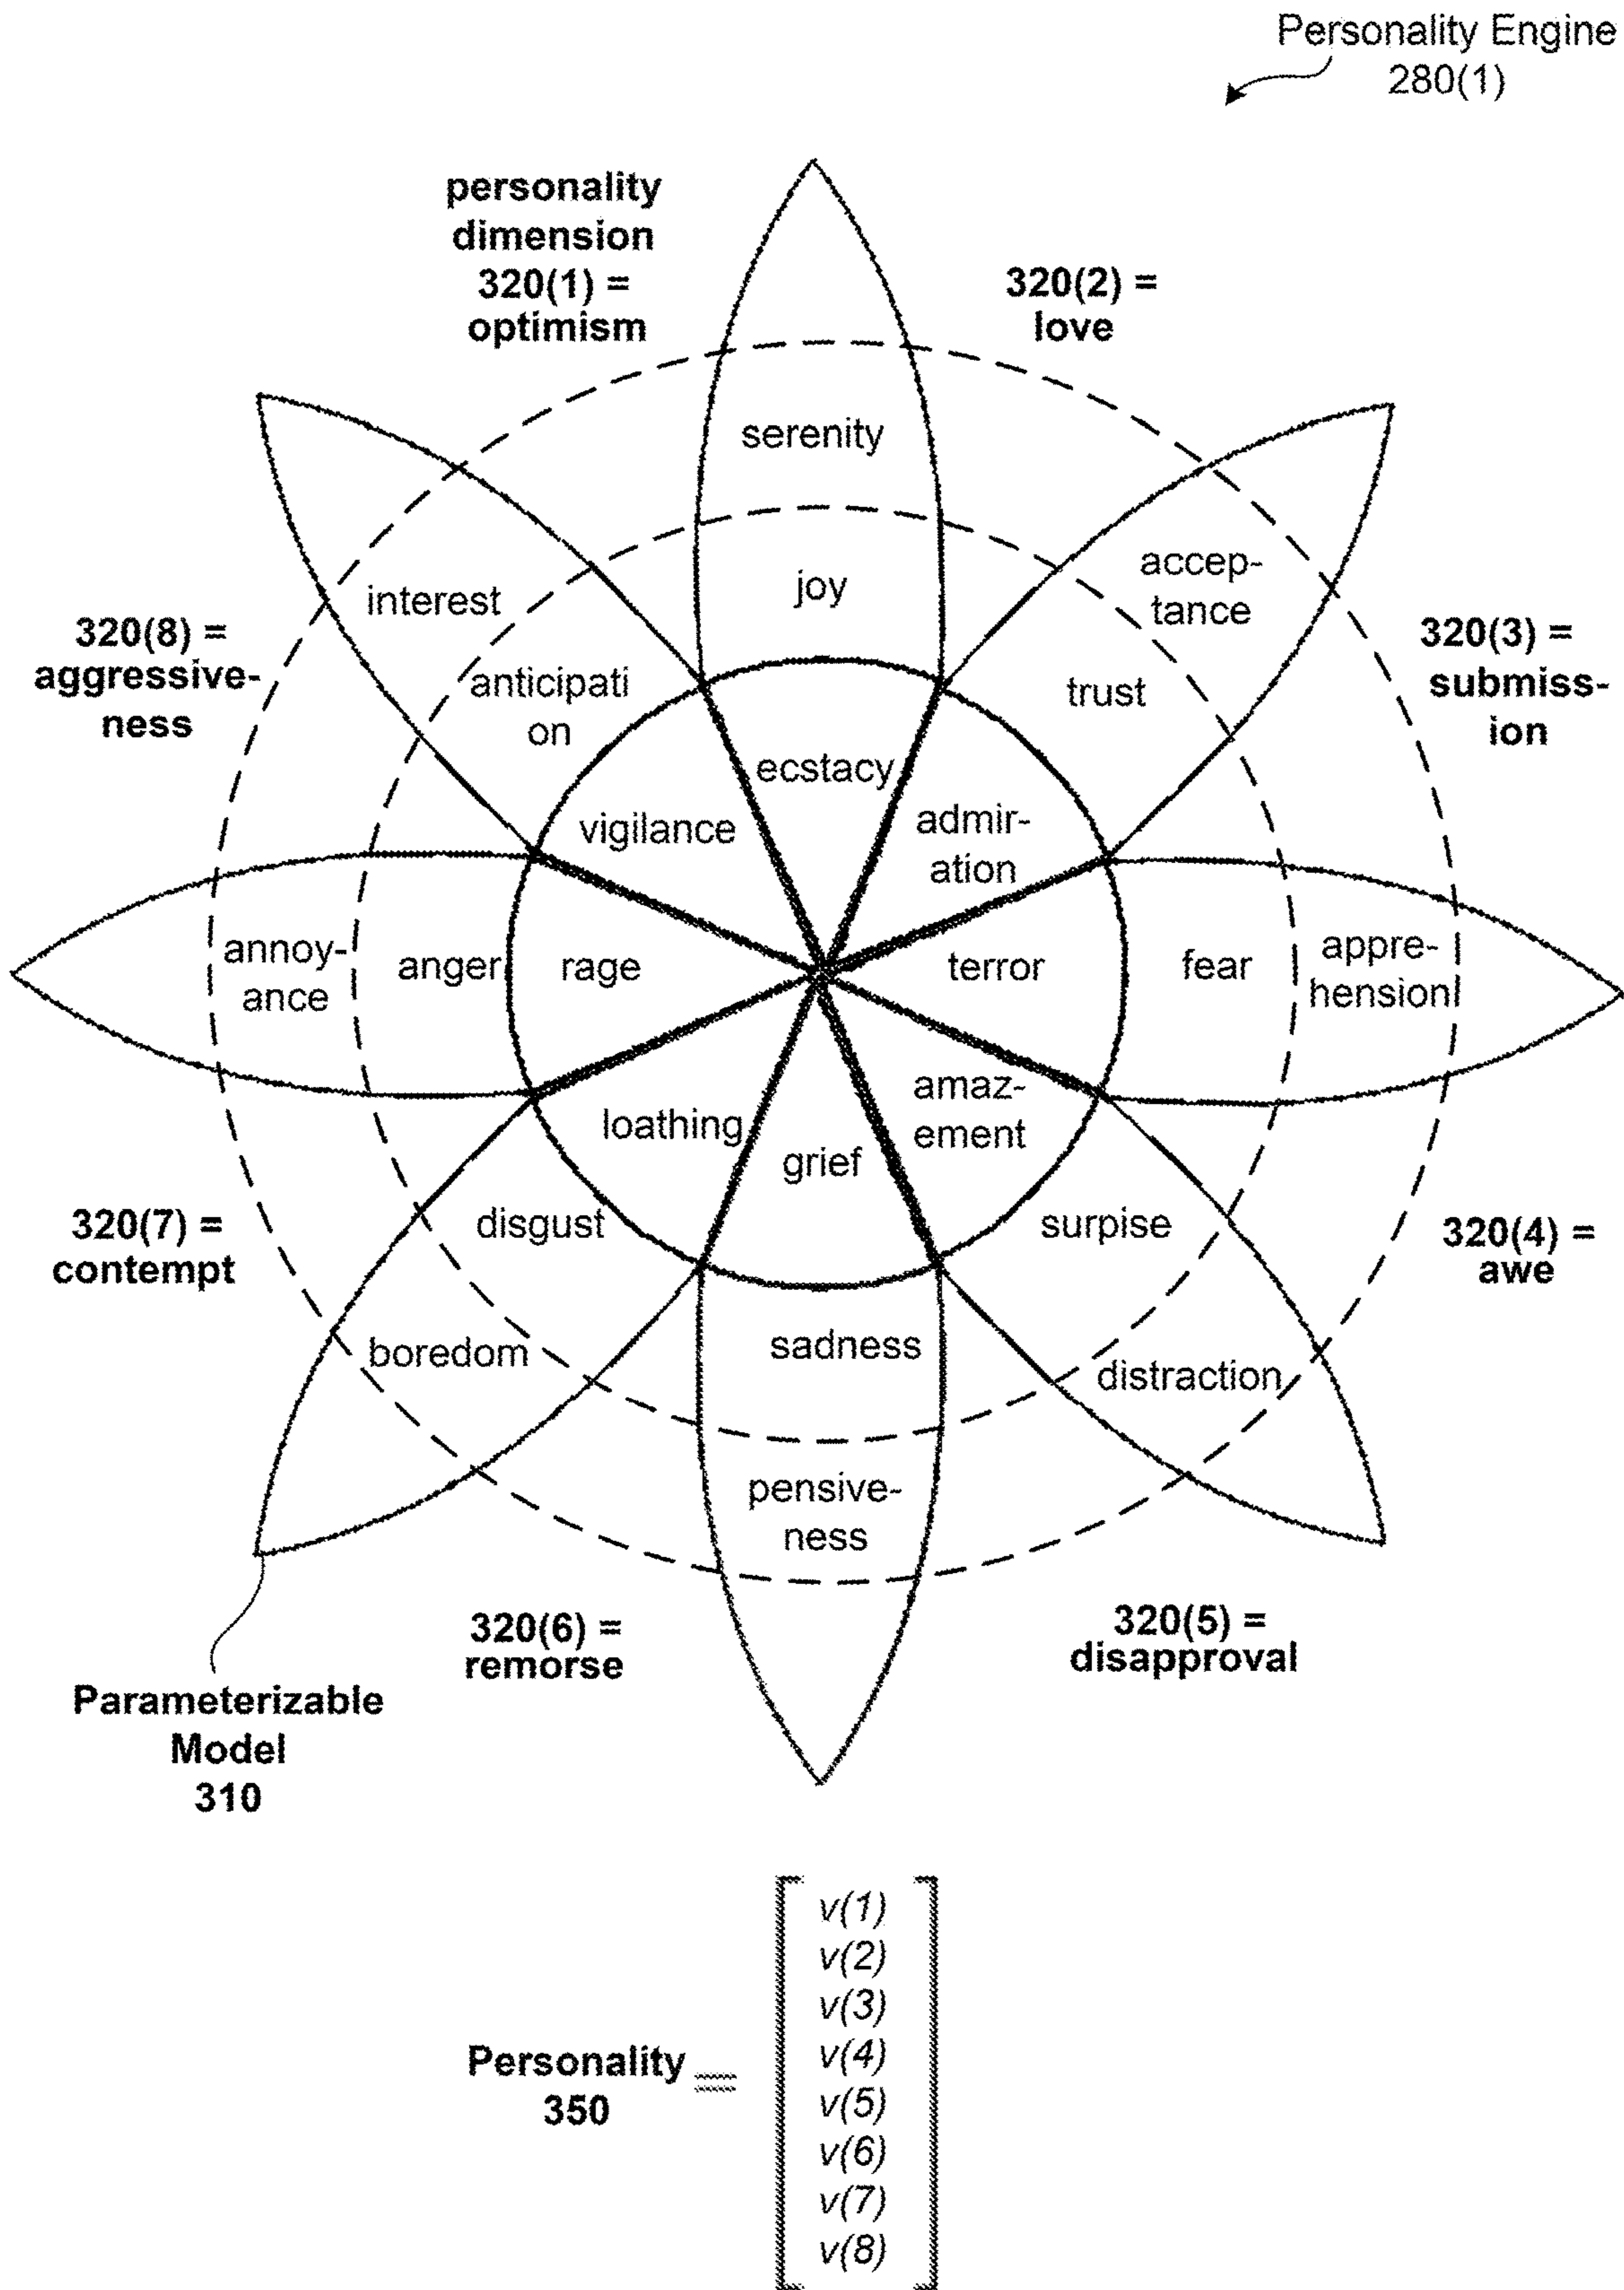 Personality Engine
280(1)
personality
dimension
320(1) =
optimism
320(2) =
love
serenity
joy
ecstacy
interest
anticipati
on
vigilance
accep-
tance
trust
admir-
ation
320(8) =
aggressive-
ness
320(3) =
submiss-
ion
annoy-
ance
anger
rage
terror
fear
appre-
hension
loathing
disgust
boredom
grief
sadness
pensive-
ness
amaz-
ement
surpise
distraction
320(7) =
contempt
320(4) =
awe
320(6) =
remorse
320(5) =
disapproval
Parameterizable
Model
310
Personality =
350
v(1)
v(2)
v(3)
v(4)
v(5)
v(6)
v(7)
v(8)